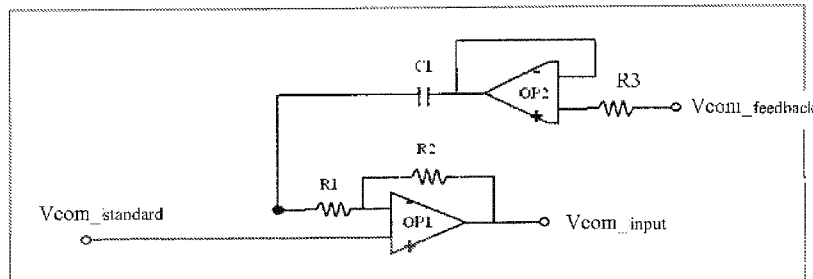 C1
-
OP2
+
R3
Vcom_feedback
R2
R1
Vcom_standard
-
OP1
+
Vcom_input